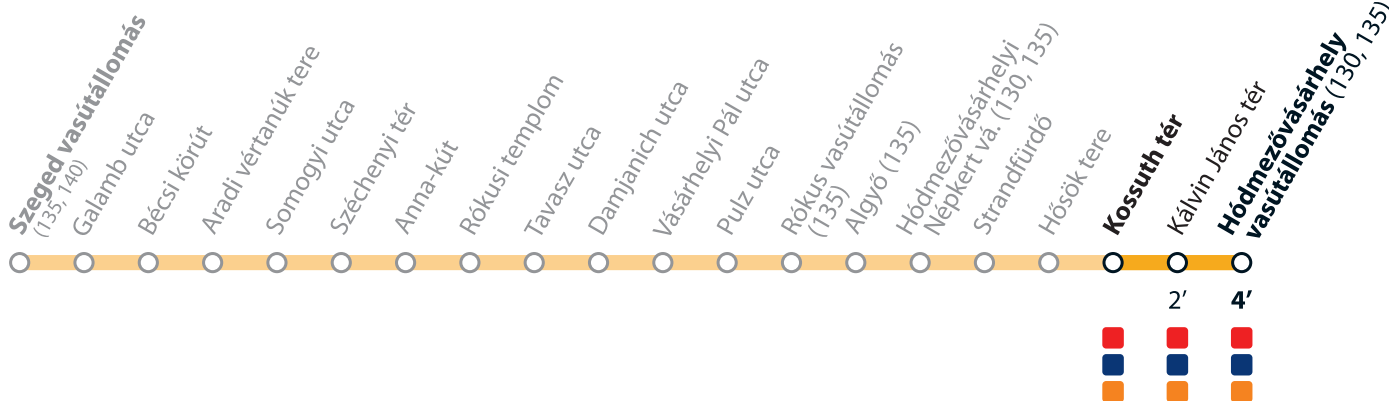 Szeged vasútállomás
(135, 140)
Galamb utca
Bécsi körút
Aradi vértanúk tere
Somogyi utca
Széchenyi tér
Anna-kút
Rókusi templom
Tavasz utca
Damjanich utca
Vásárhelyi Pál utca
Pulz utca
Rókus vasútállomás
(135)
Algyő (135)
Hódmezővásárhelyi
Népkert vá. (130, 135)
Strandfürdő
Hősök tere
Kossuth tér
Kálvin János tér
Hódmezővásárhely
vasútállomás (130, 135)
2’
4’